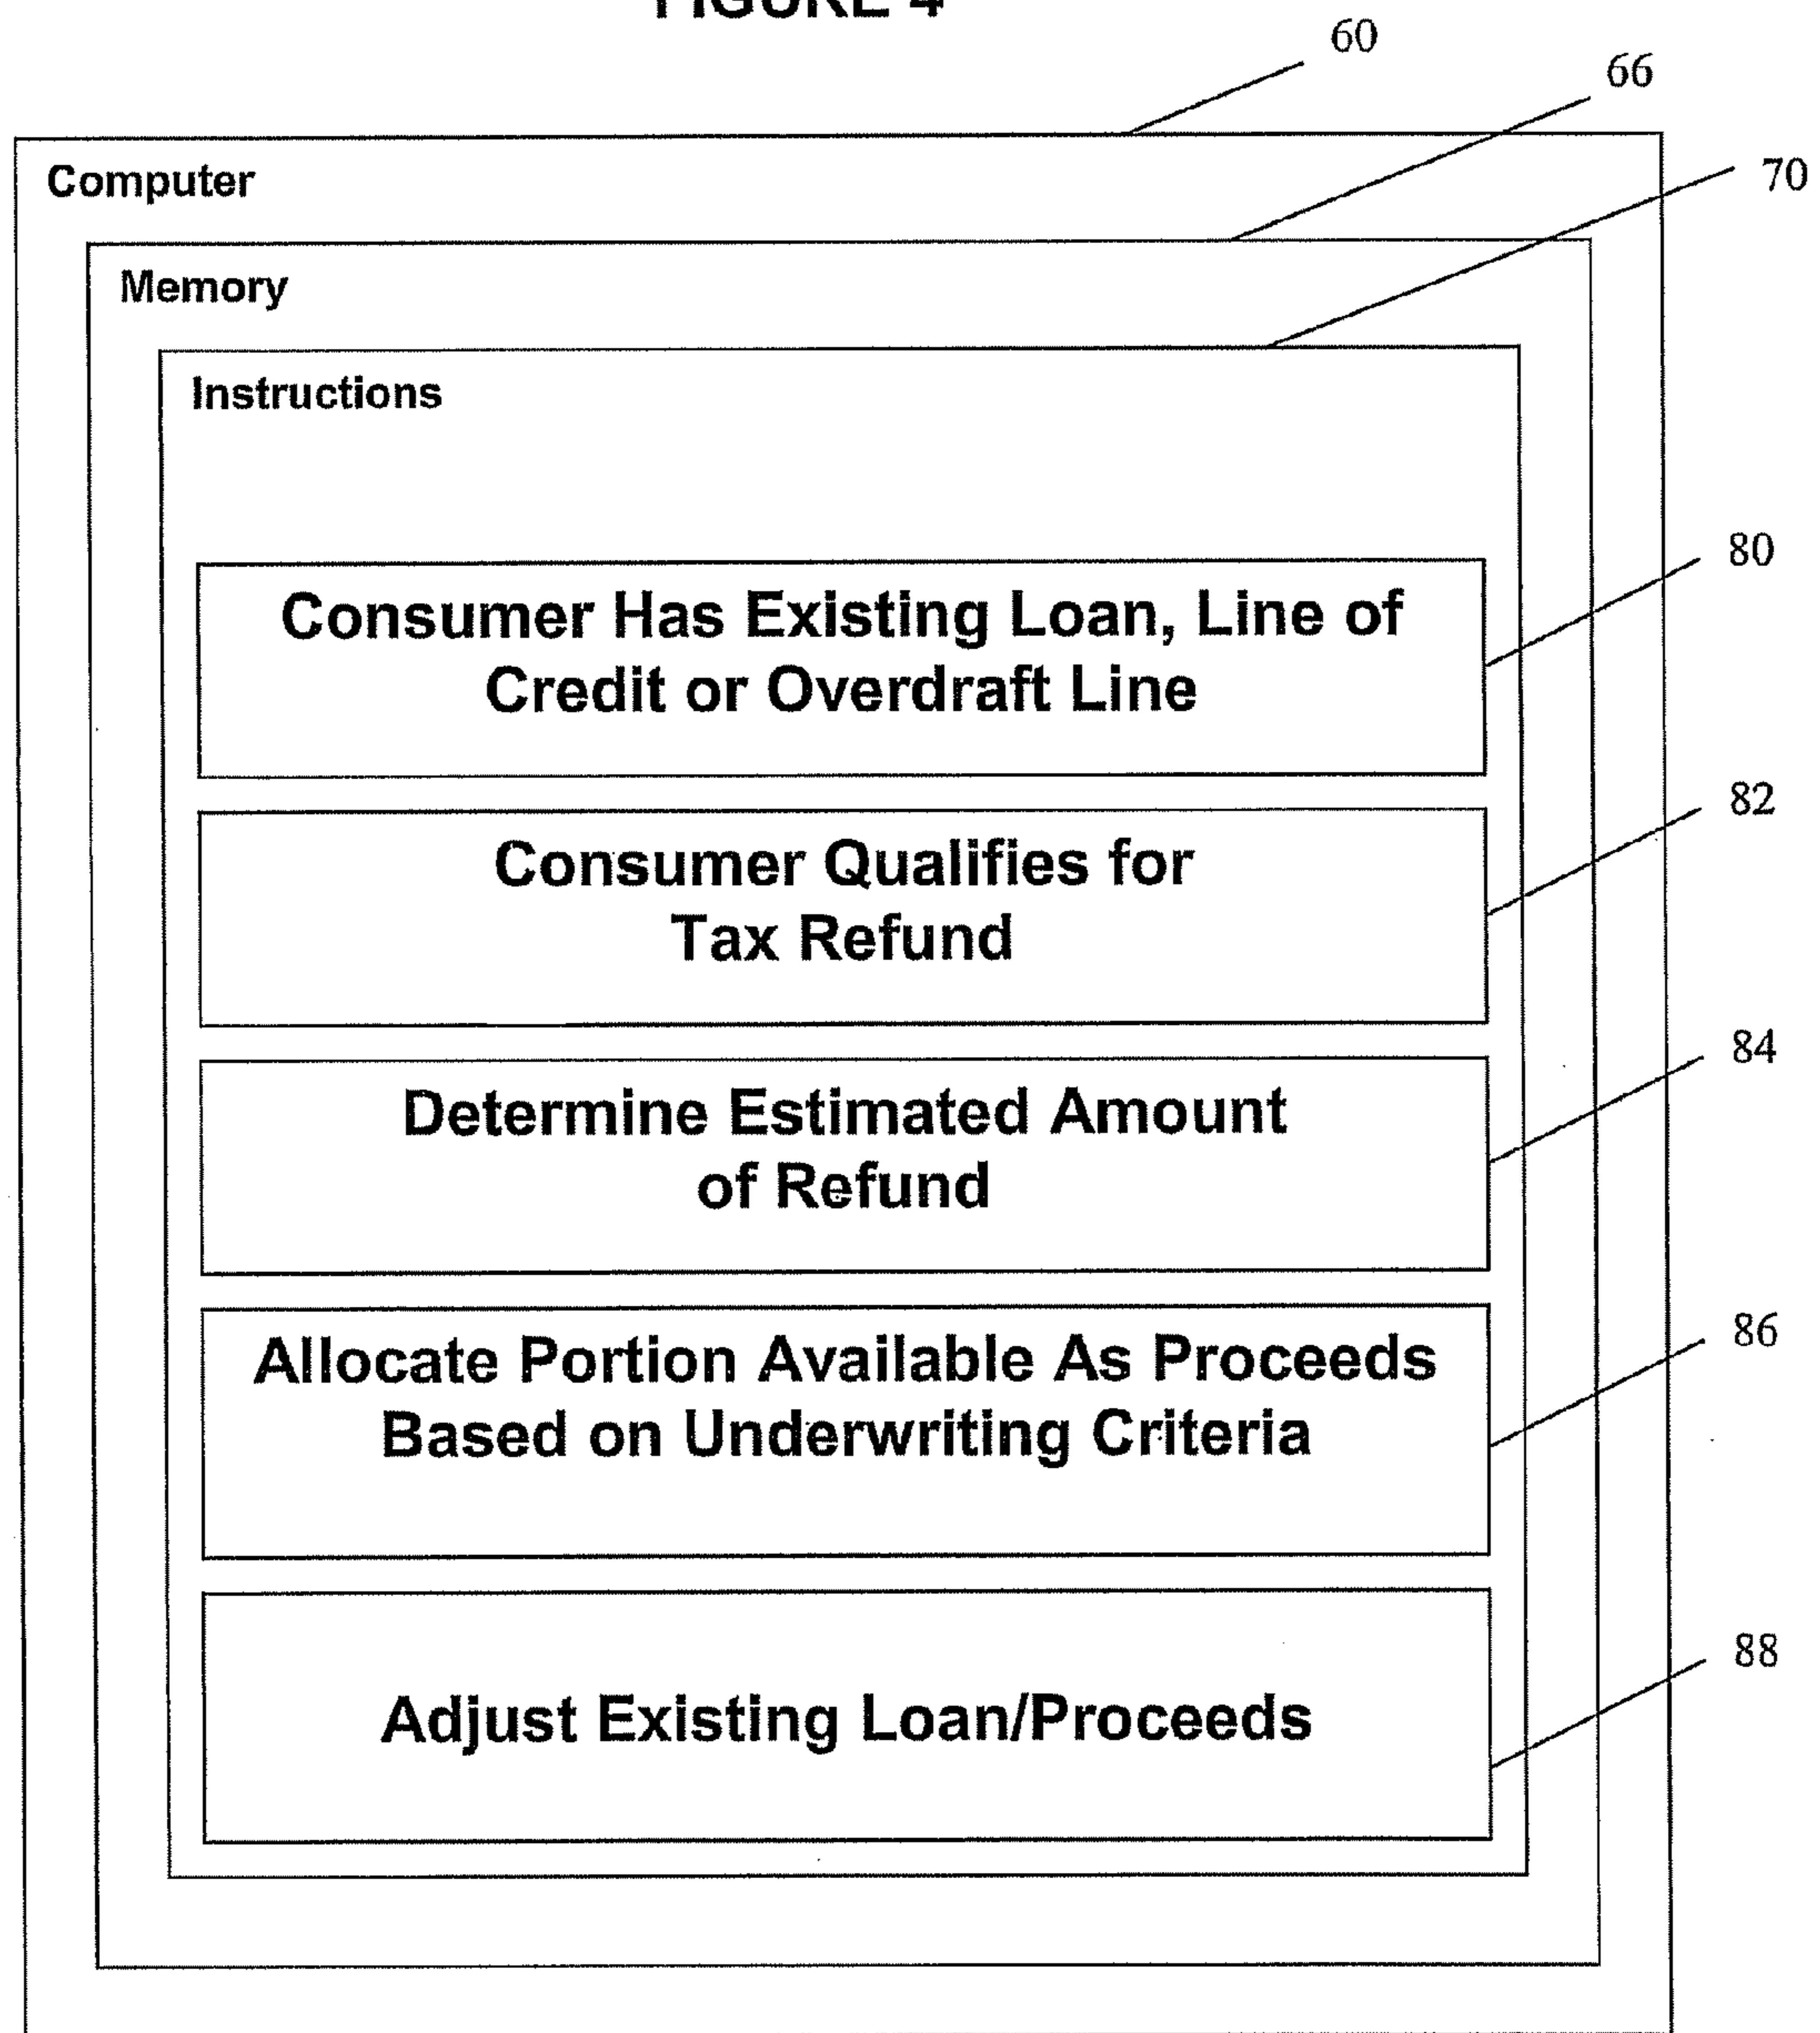 FIGURE 4
60
66
70
Computer
Memory
Instructions
80
Consumer Has Existing Loan, Line of
Credit or Overdraft Line
82
Consumer Qualifies for
Tax Refund
84
Determine Estimated Amount
of Refund
86
Allocate Portion Available As Proceeds
Based on Underwriting Criteria
88
Adjust Existing Loan/Proceeds